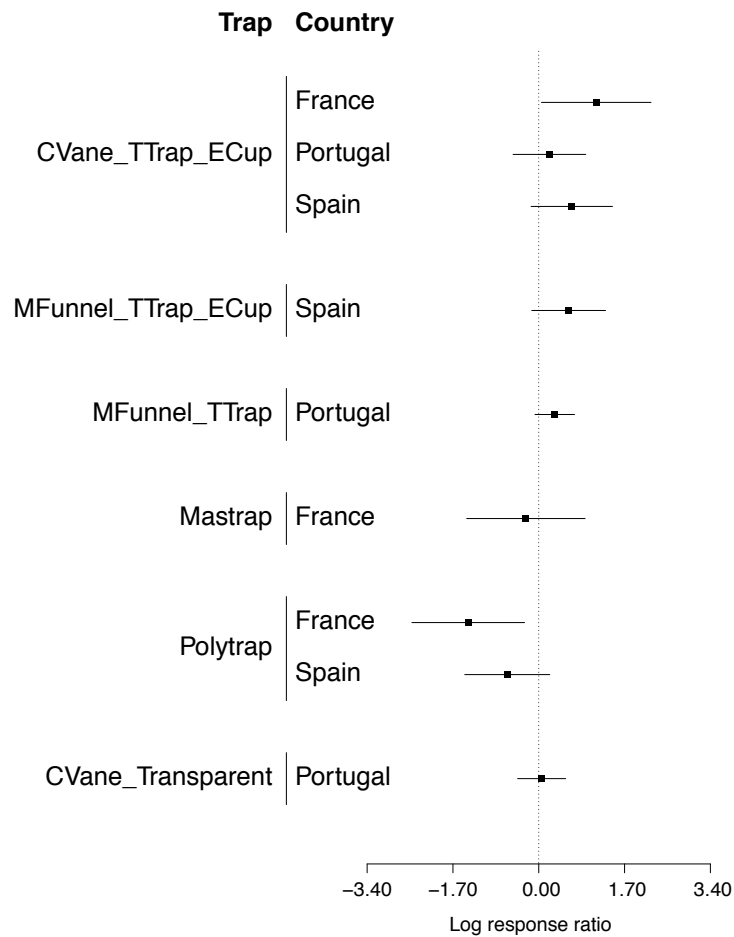 Trap Country
France
CVane_TTrap_ECup Portugal
Spain
MFunnel_TTrap_ECup Spain
MFunnel_TTrap Portugal
Mastrap France
France
Polytrap
Spain
CVane_Transparent Portugal
−3.40 −1.70 0.00 1.70 3.40
Log response ratio